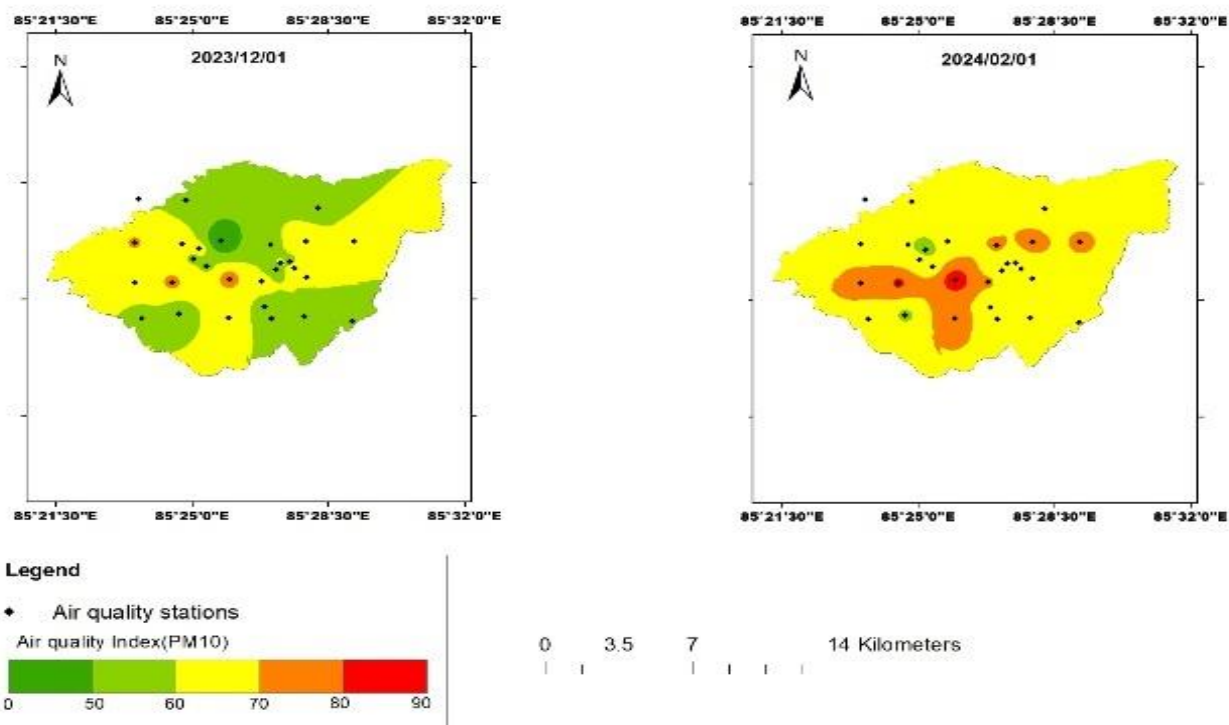 85°21'30"E 85°25'0"E 85°28'30"E 85°32'0"E
2023/12/01
N
85°21'30"E 85°25'0"E 85°28'30"E 85°32'0"E
85°21'30"E 85°25'0"E 85°28'30"E 85°32'0"E
2024/02/01
N
85°21'30"E 85°25'0"E 85°28'30"E 85°32'0"E
Legend
Air quality stations
Air quality Index(PM10)
0 50 60 70 80 90
0 3.5 7 14 Kilometers